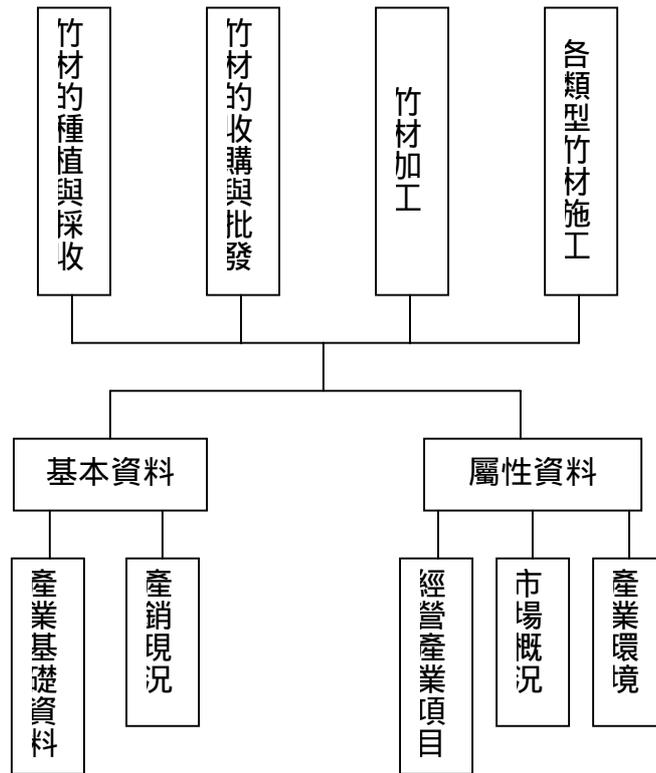 竹材的種植與採收
竹材的收購與批發
竹材加工
各類型竹材施工
基本資料
屬性資料
產業基礎資料
產銷現況
經營產業項目
市場概況
產業環境